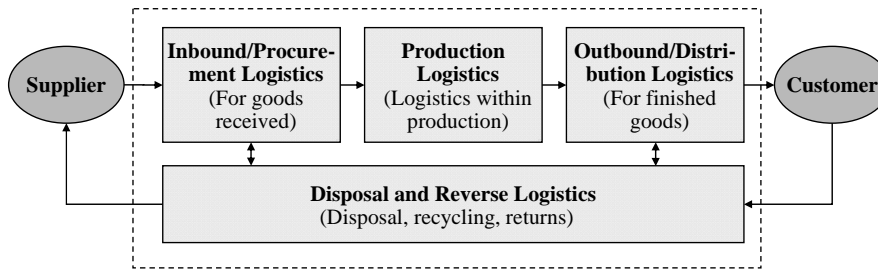 Supplier
Inbound/Procure-
ment Logistics
(For goods
received)
Production
Logistics
(Logistics within
production)
Outbound/Distri-
bution Logistics
(For finished
goods)
Customer
Disposal and Reverse Logistics
(Disposal, recycling, returns)